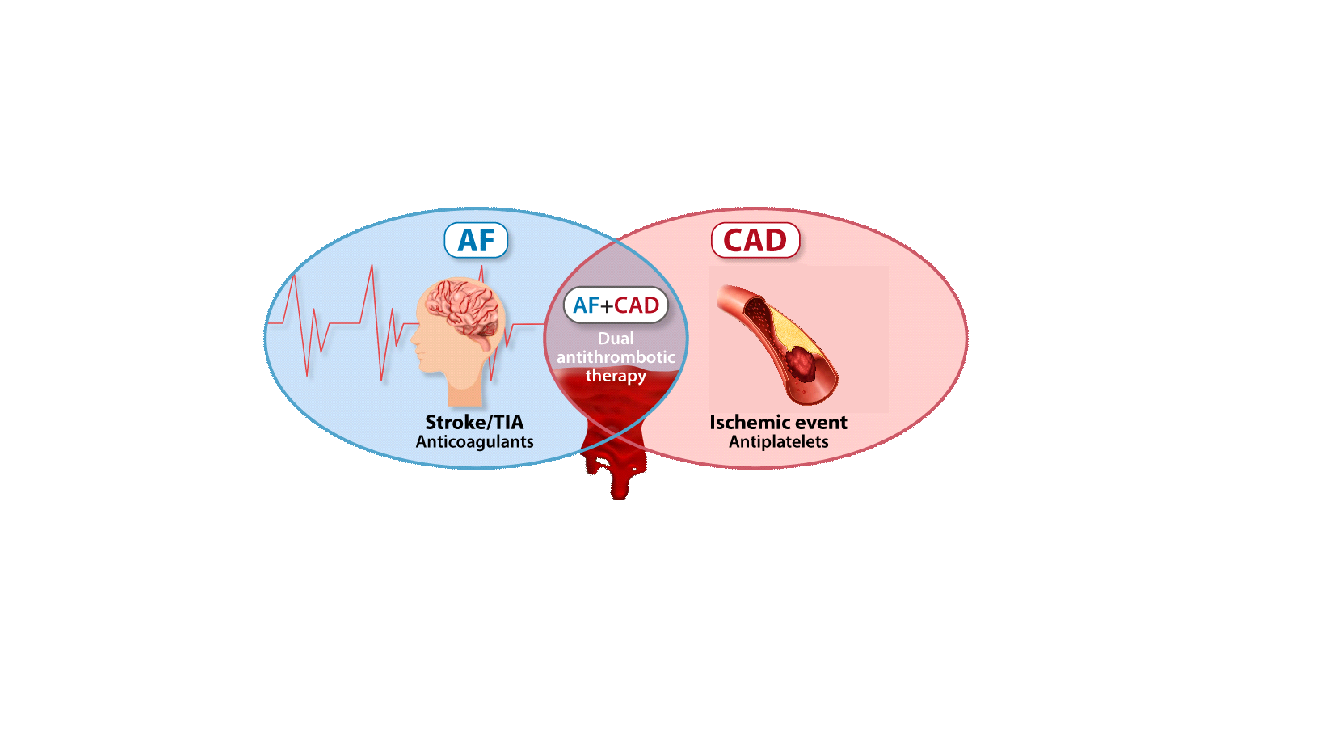 AF
Stroke/TIA
Anticoagulants
AF+CAD
Dual
antithrombotic
therapy
CAD
Ischemic event
Antiplatelets